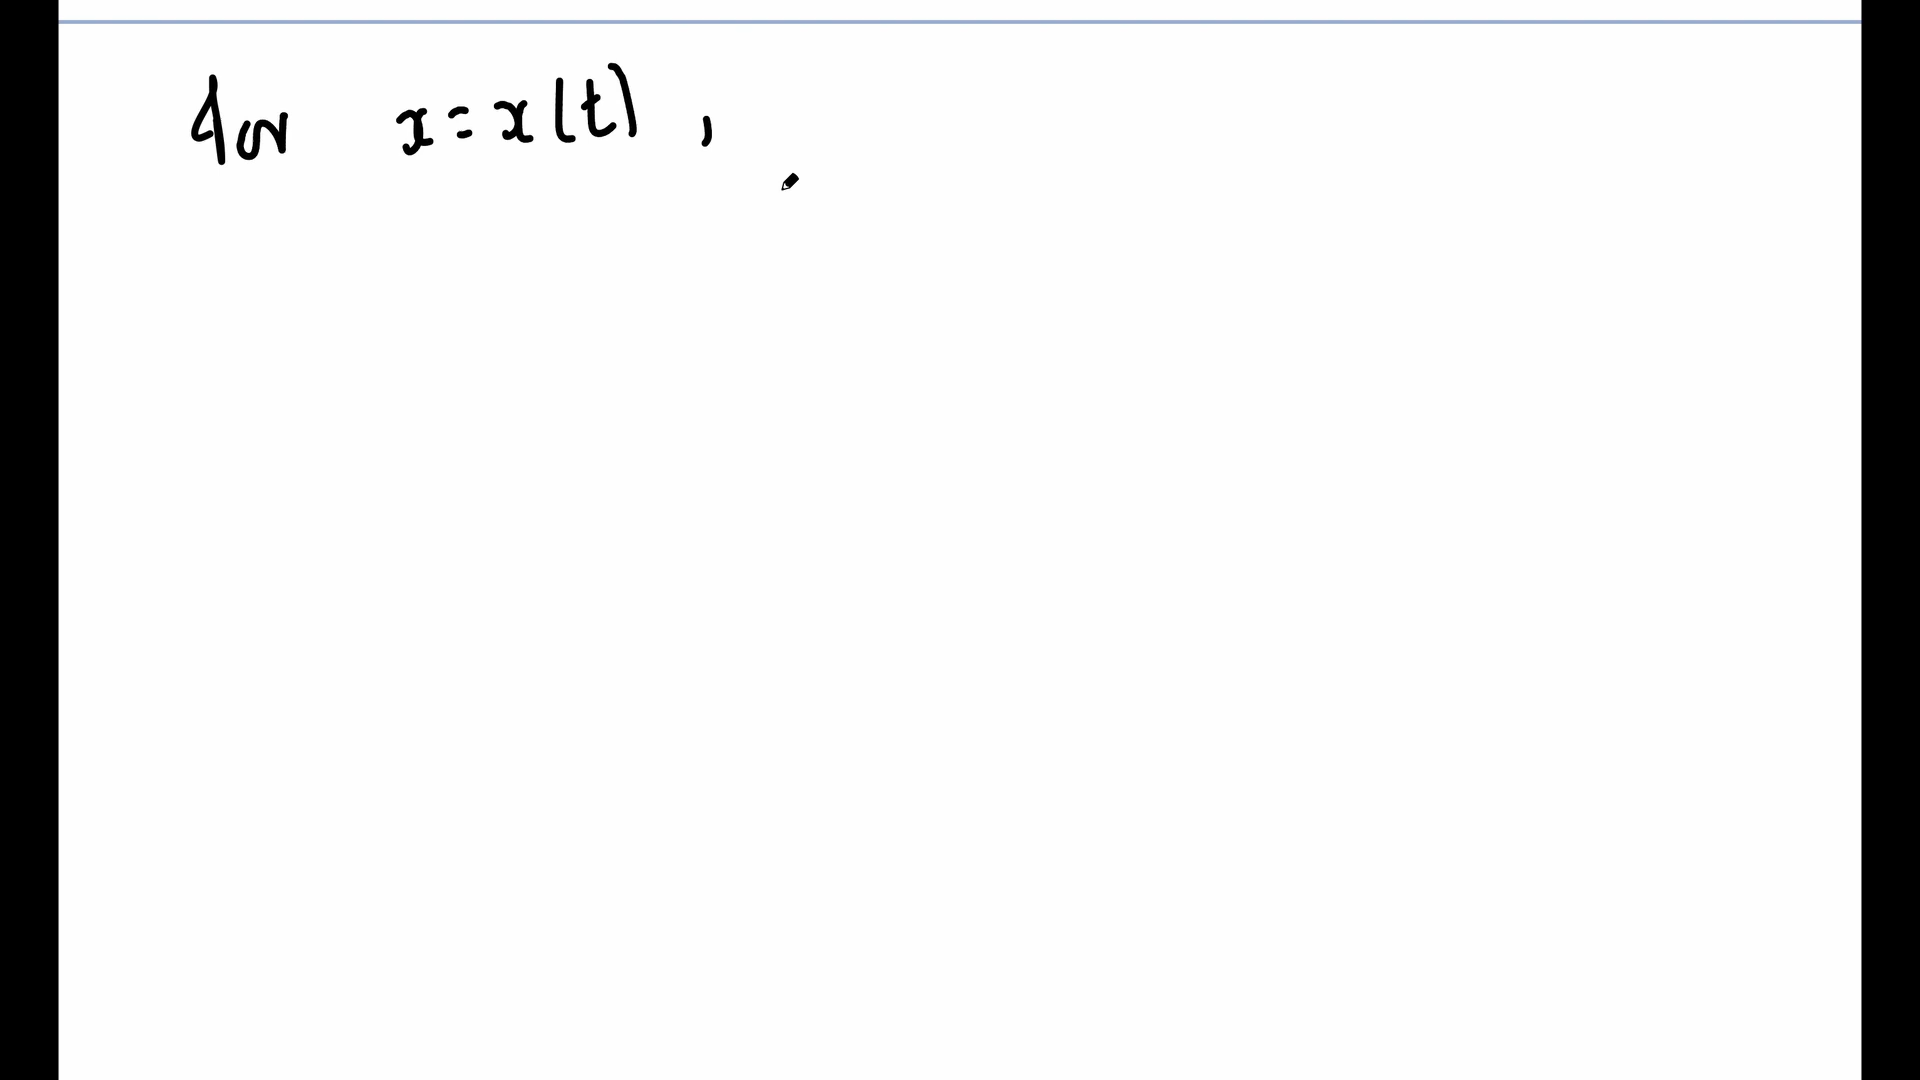 for x = x(t) ,